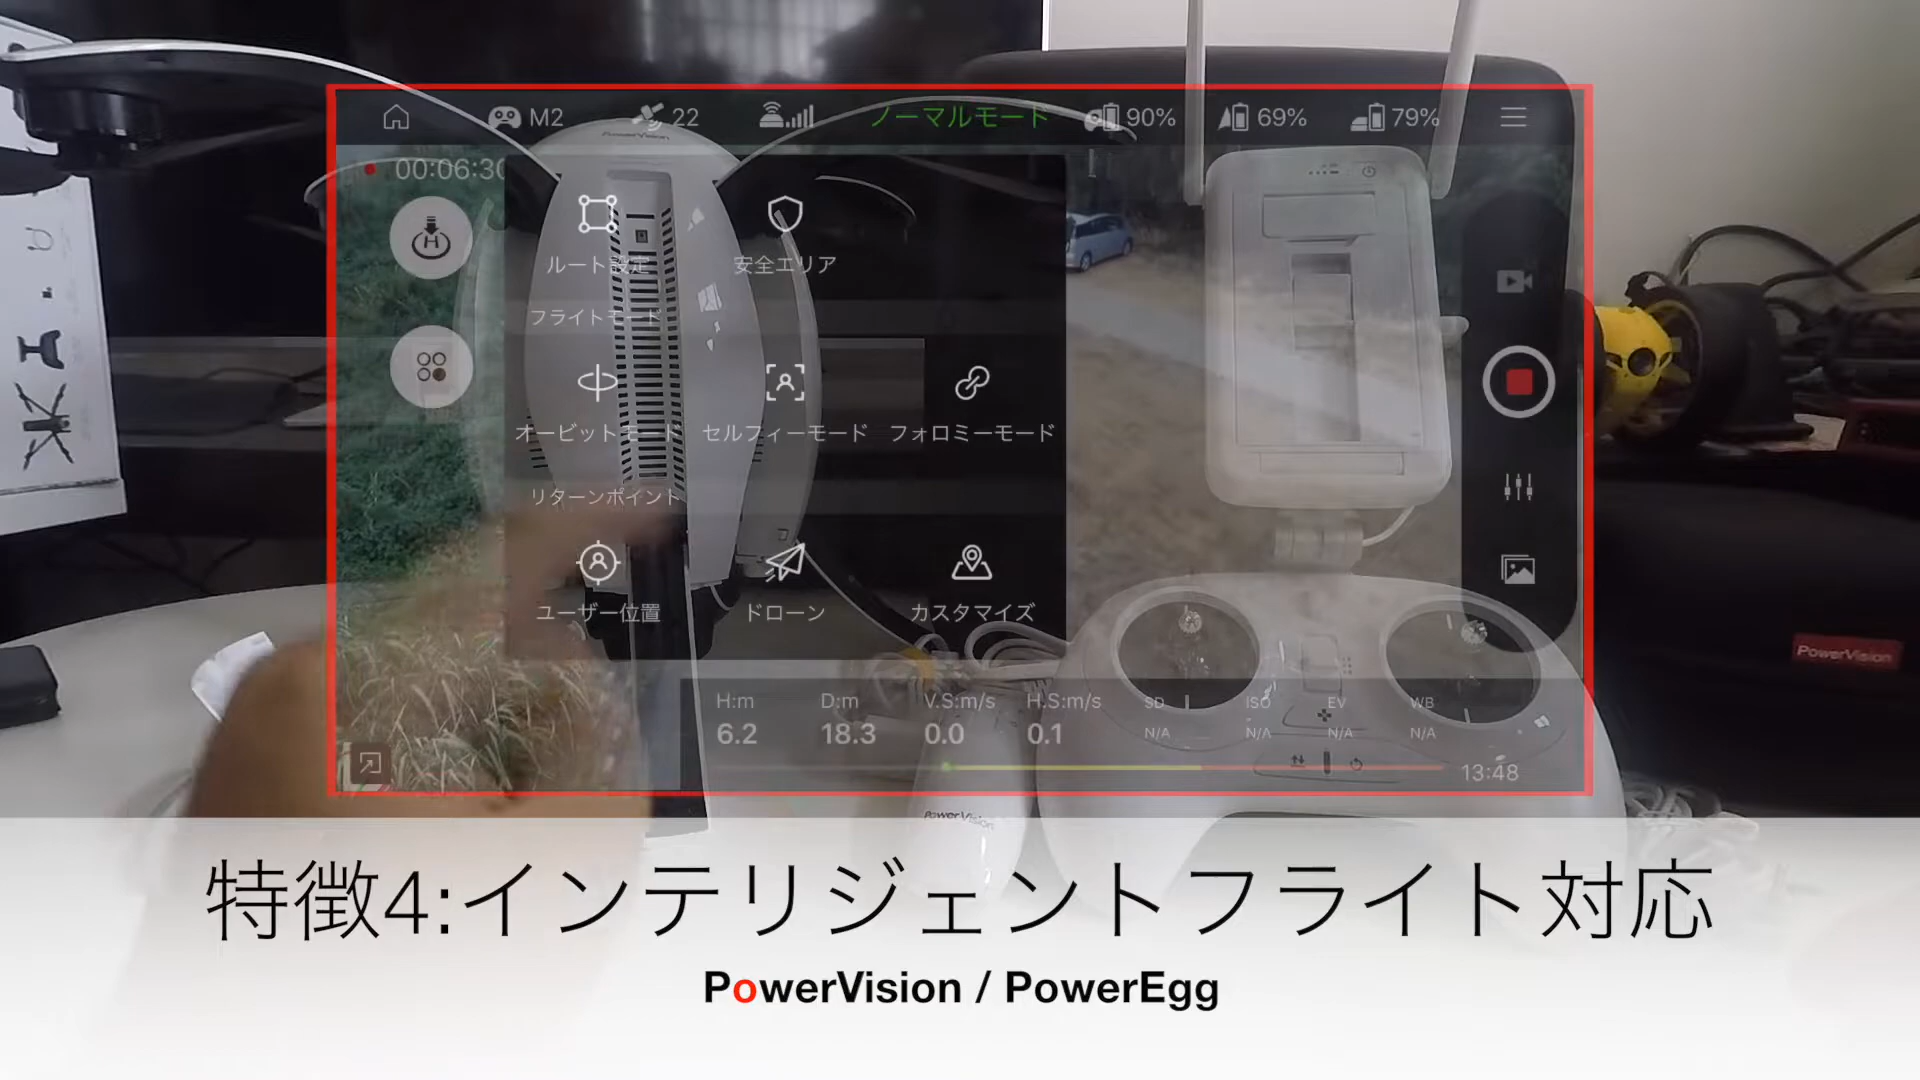 M2 22 ノーマルモード 90% 69% 79%
PowerVision
00:06:30
ルート設定 安全エリア
フライトモード
オービットモード セルフィーモード フォロミーモード
リターンポイント
ユーザー位置 ドローン カスタマイズ
PowerVision
H:m D:m V.S:m/s H.S:m/s SD ISO EV WB
6.2 18.3 0.0 0.1 N/A N/A N/A N/A
13:48
PowerVision
特徴4:インテリジェントフライト対応
PowerVision / PowerEgg